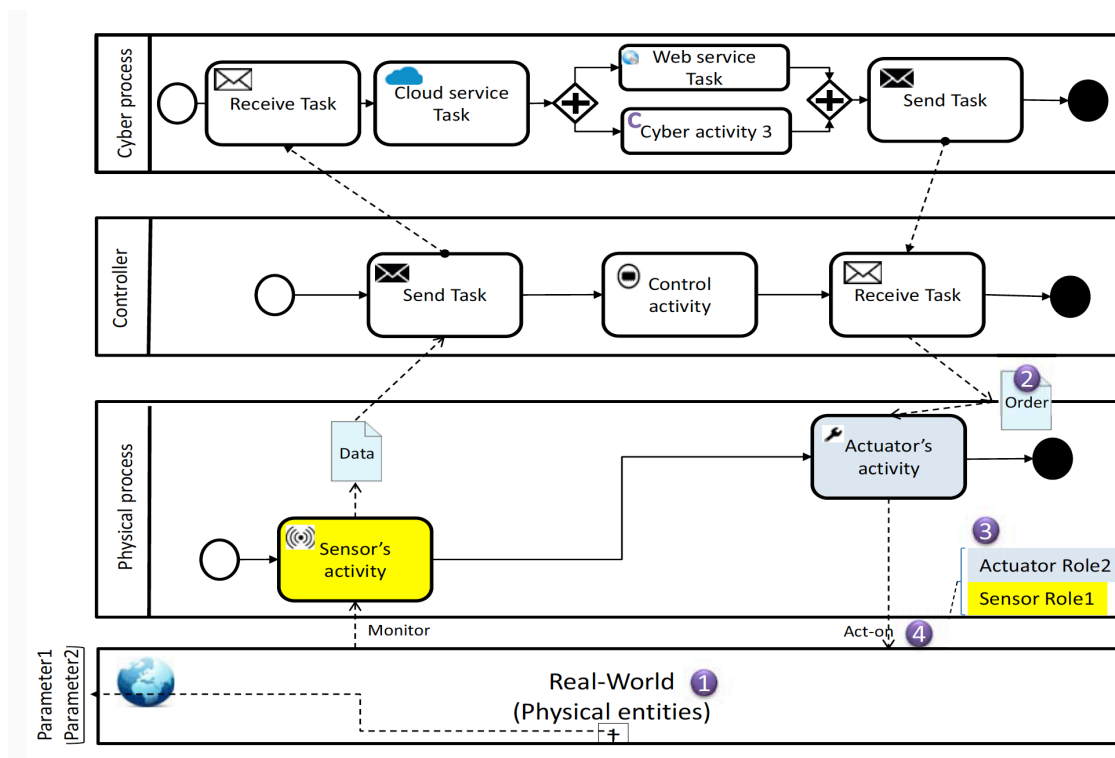 Cyber process
Receive Task
Cloud service
Task
Web service
Task
C
Cyber activity 3
Send Task
Controller
Send Task
Control
activity
Receive Task
2
Order
Physical process
Data
Sensor's
activity
Actuator's
activity
3
Actuator Role2
Sensor Role1
Monitor
Act-on
4
Parameter1
Parameter2
Real-World
1
(Physical entities)